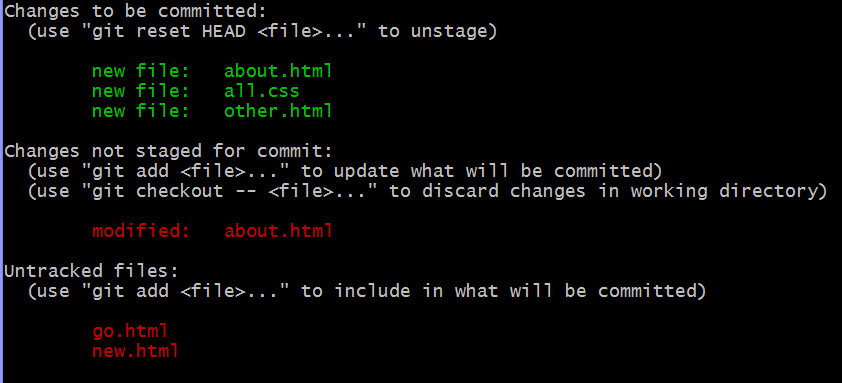 Changes to be committed:
  (use "git reset HEAD <file>..." to unstage)
        new file:   about.html
        new file:   all.css
        new file:   other.html
Changes not staged for commit:
  (use "git add <file>..." to update what will be committed)
  (use "git checkout -- <file>..." to discard changes in working directory)
        modified:   about.html
Untracked files:
  (use "git add <file>..." to include in what will be committed)
        go.html
        new.html